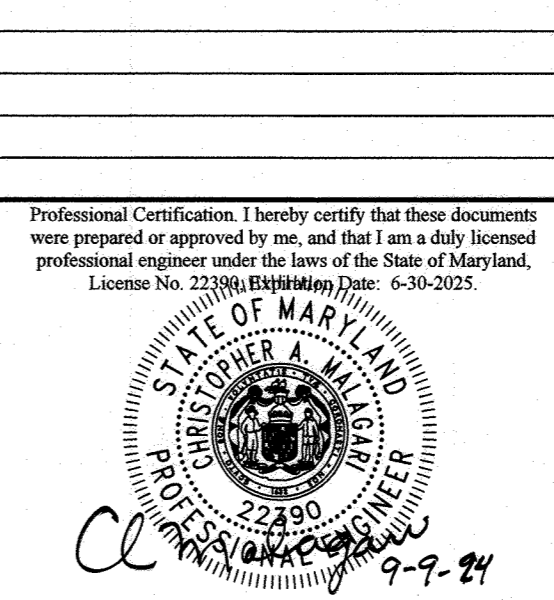 Professional Certification. I hereby certify that these documents
were prepared or approved by me, and that I am a duly licensed
professional engineer under the laws of the State of Maryland,
License No. 22390, Expiration Date: 6-30-2025.
STATE OF MARYLAND
CHRISTOPHER A. MALAGARI
22390
PROFESSIONAL ENGINEER
9-9-24